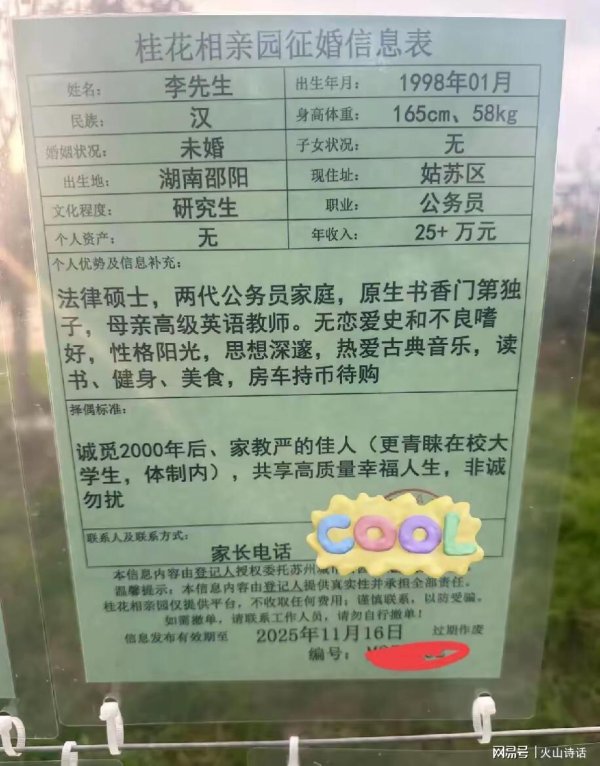 桂花相亲园征婚信息表
姓名： 李先生 出生年月： 1998年01月
民族： 汉 身高体重： 165cm、58kg
婚姻状况： 未婚 子女状况： 无
出生地： 湖南邵阳 现住址： 姑苏区
文化程度： 研究生 职业： 公务员
个人资产： 无 年收入： 25+ 万元
个人优势及信息补充：
法律硕士，两代公务员家庭，原生书香门第独
子，母亲高级英语教师。无恋爱史和不良嗜
好，性格阳光，思想深邃，热爱古典音乐，读
书、健身、美食，房车持币待购
择偶标准：
诚觅2000年后、家教严的佳人（更青睐在校大
学生，体制内），共享高质量幸福人生，非诚
勿扰
COOL
联系人及联系方式：
家长电话
本信息内容由登记人授权委托苏州
温馨提示：本信息内容由登记人提供真实性并承担全部责任。
桂花相亲园仅提供平台，不收取任何费用；谨慎联系，以防受骗。
如需撤单，请联系工作人员，请勿自行撤单！
信息发布有效期至 2025年11月16日 过期作废
编号：
网易号 | 火山诗话